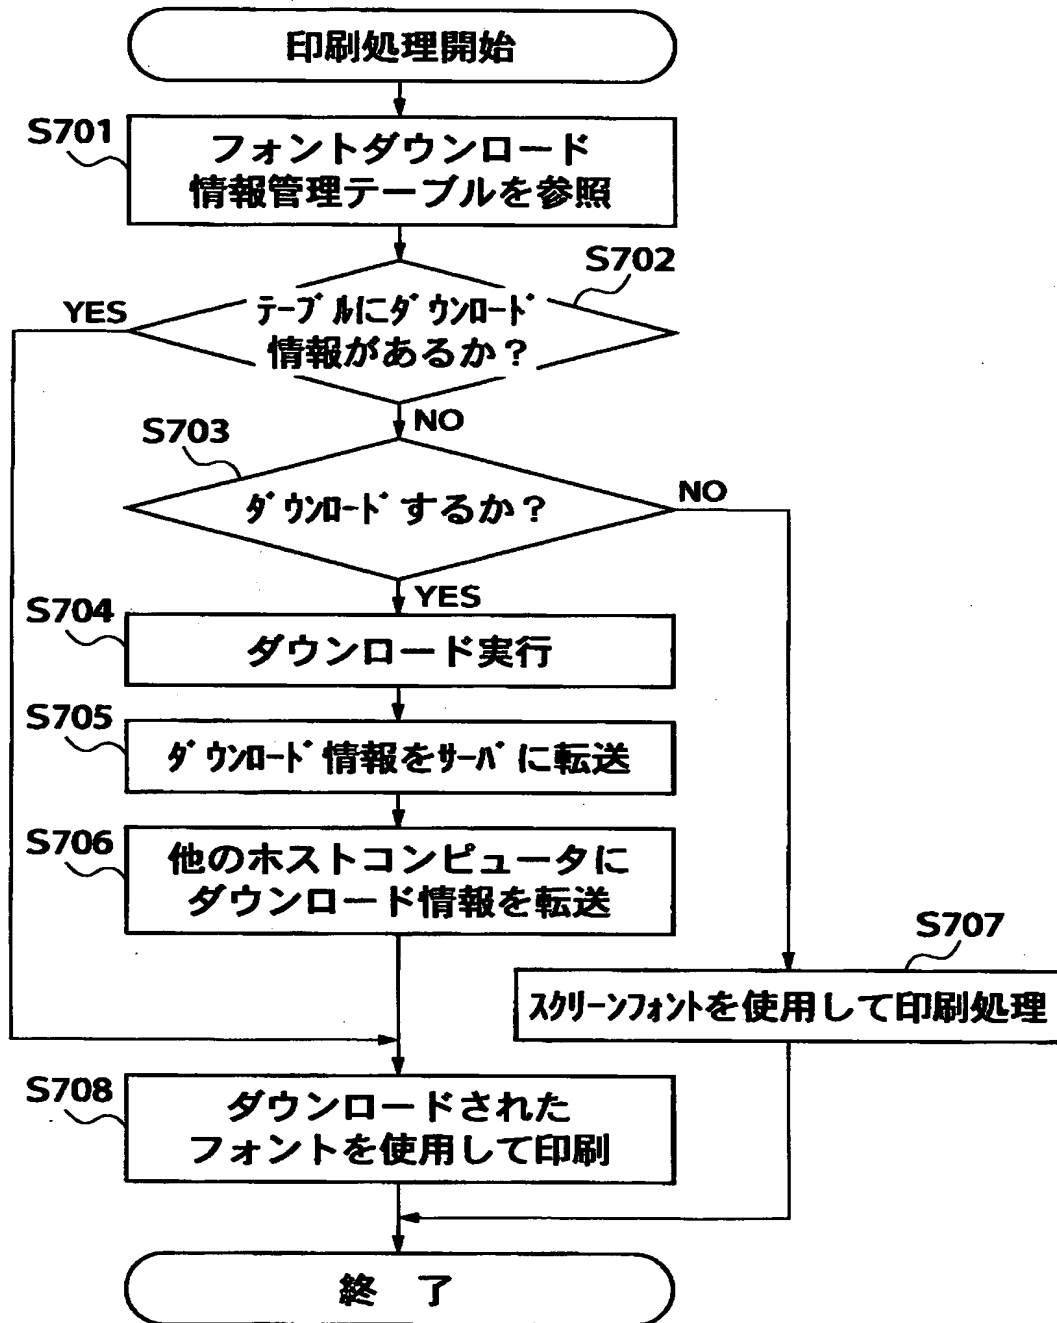 印刷処理開始
S701
フォントダウンロード
情報管理テーブルを参照
S702
YES
テーブルにダウンロード
情報があるか？
NO
S703
ダウンロードするか？
NO
YES
S704
ダウンロード実行
S705
ダウンロード情報をサーバに転送
S706
他のホストコンピュータに
ダウンロード情報を転送
S707
スクリーンフォントを使用して印刷処理
S708
ダウンロードされた
フォントを使用して印刷
終　了